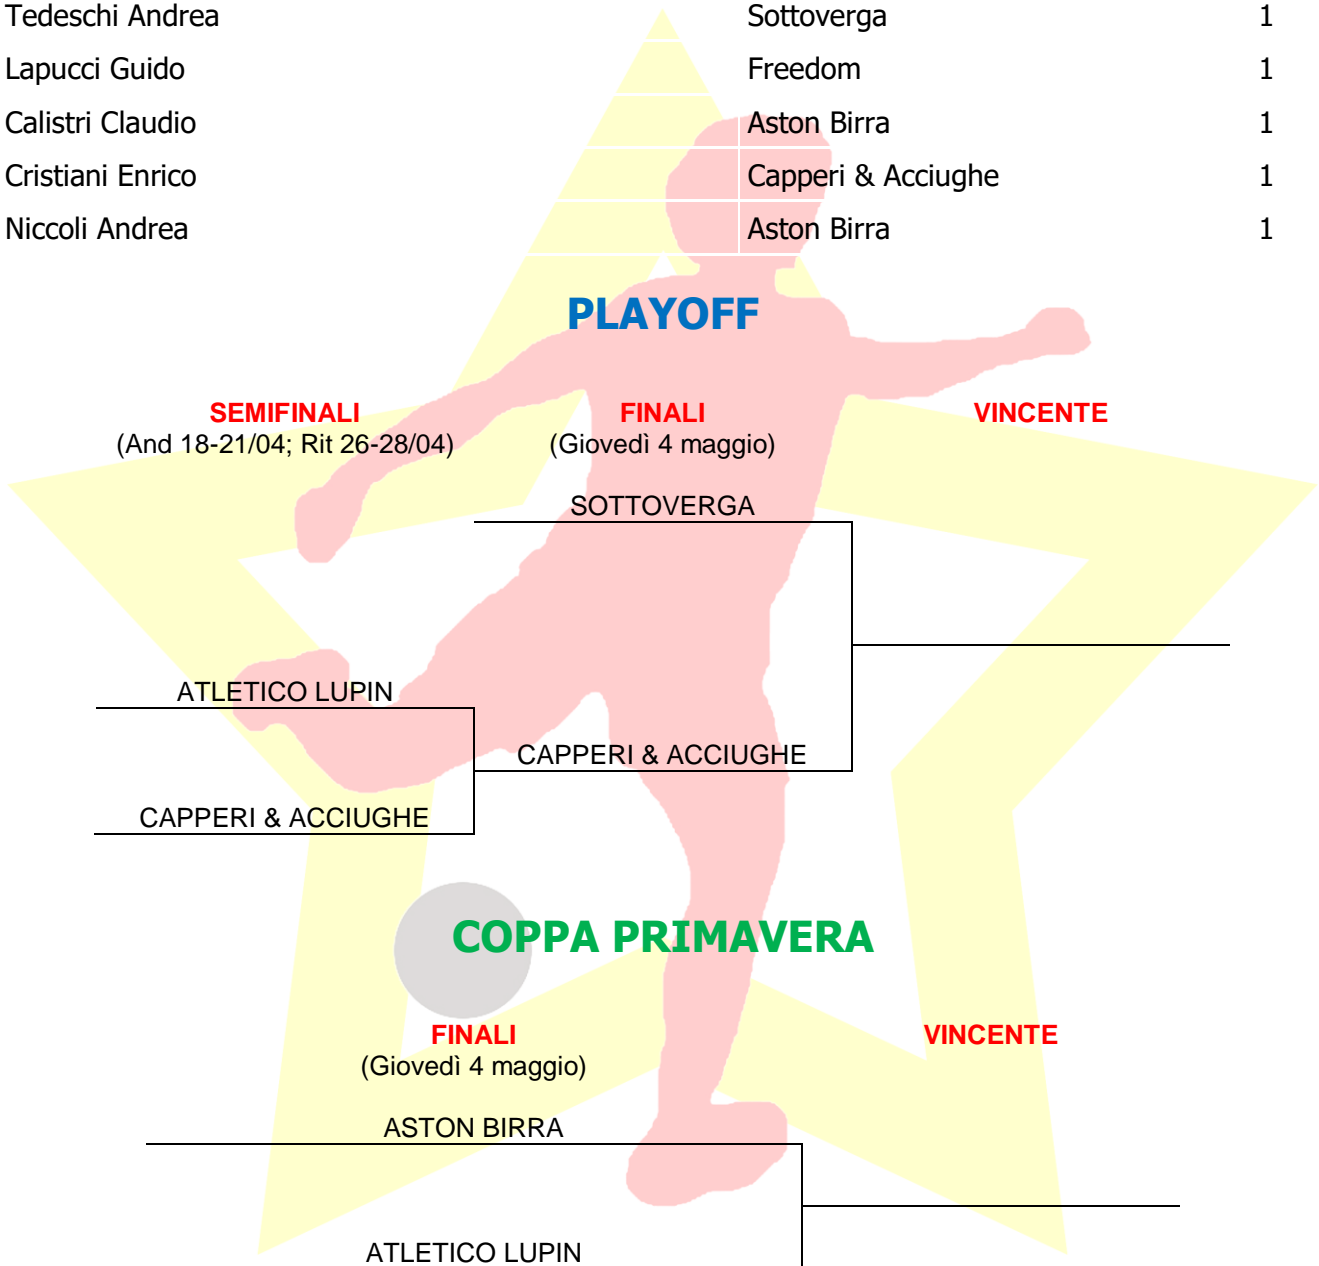 Tedeschi Andrea Sottoverga 1
Lapucci Guido Freedom 1
Calistri Claudio Aston Birra 1
Cristiani Enrico Capperi & Acciughe 1
Niccoli Andrea Aston Birra 1
PLAYOFF
SEMIFINALI FINALI VINCENTE
(And 18-21/04; Rit 26-28/04) (Giovedì 4 maggio)
SOTTOVERGA
ATLETICO LUPIN
CAPPERI & ACCIUGHE
CAPPERI & ACCIUGHE
COPPA PRIMAVERA
FINALI VINCENTE
(Giovedì 4 maggio)
ASTON BIRRA
ATLETICO LUPIN